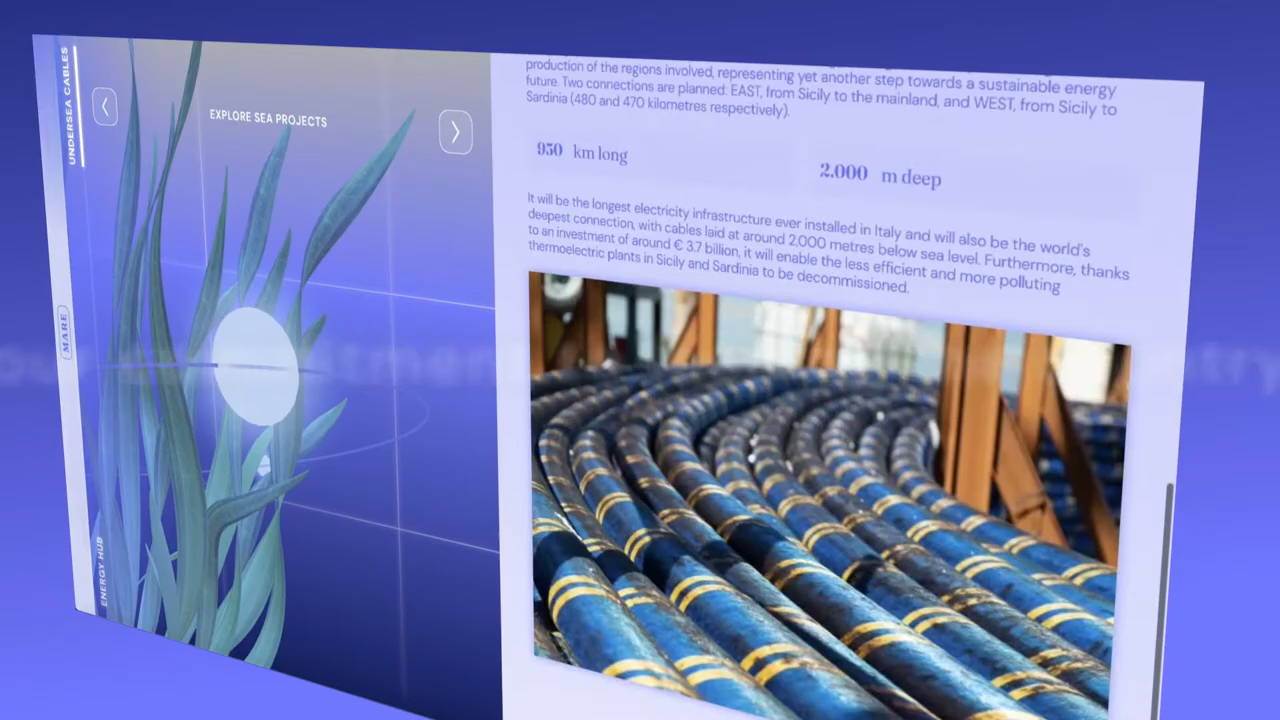 UNDERSEA CABLES
EXPLORE SEA PROJECTS
MARE
ENERGY HUB
production of the regions involved, representing yet another step towards a sustainable energy
future. Two connections are planned: EAST, from Sicily to the mainland, and WEST, from Sicily to
Sardinia (480 and 470 kilometres respectively).
950 km long
2.000 m deep
It will be the longest electricity infrastructure ever installed in Italy and will also be the world's
deepest connection, with cables laid at around 2,000 metres below sea level. Furthermore, thanks
to an investment of around € 3.7 billion, it will enable the less efficient and more polluting
thermoelectric plants in Sicily and Sardinia to be decommissioned.